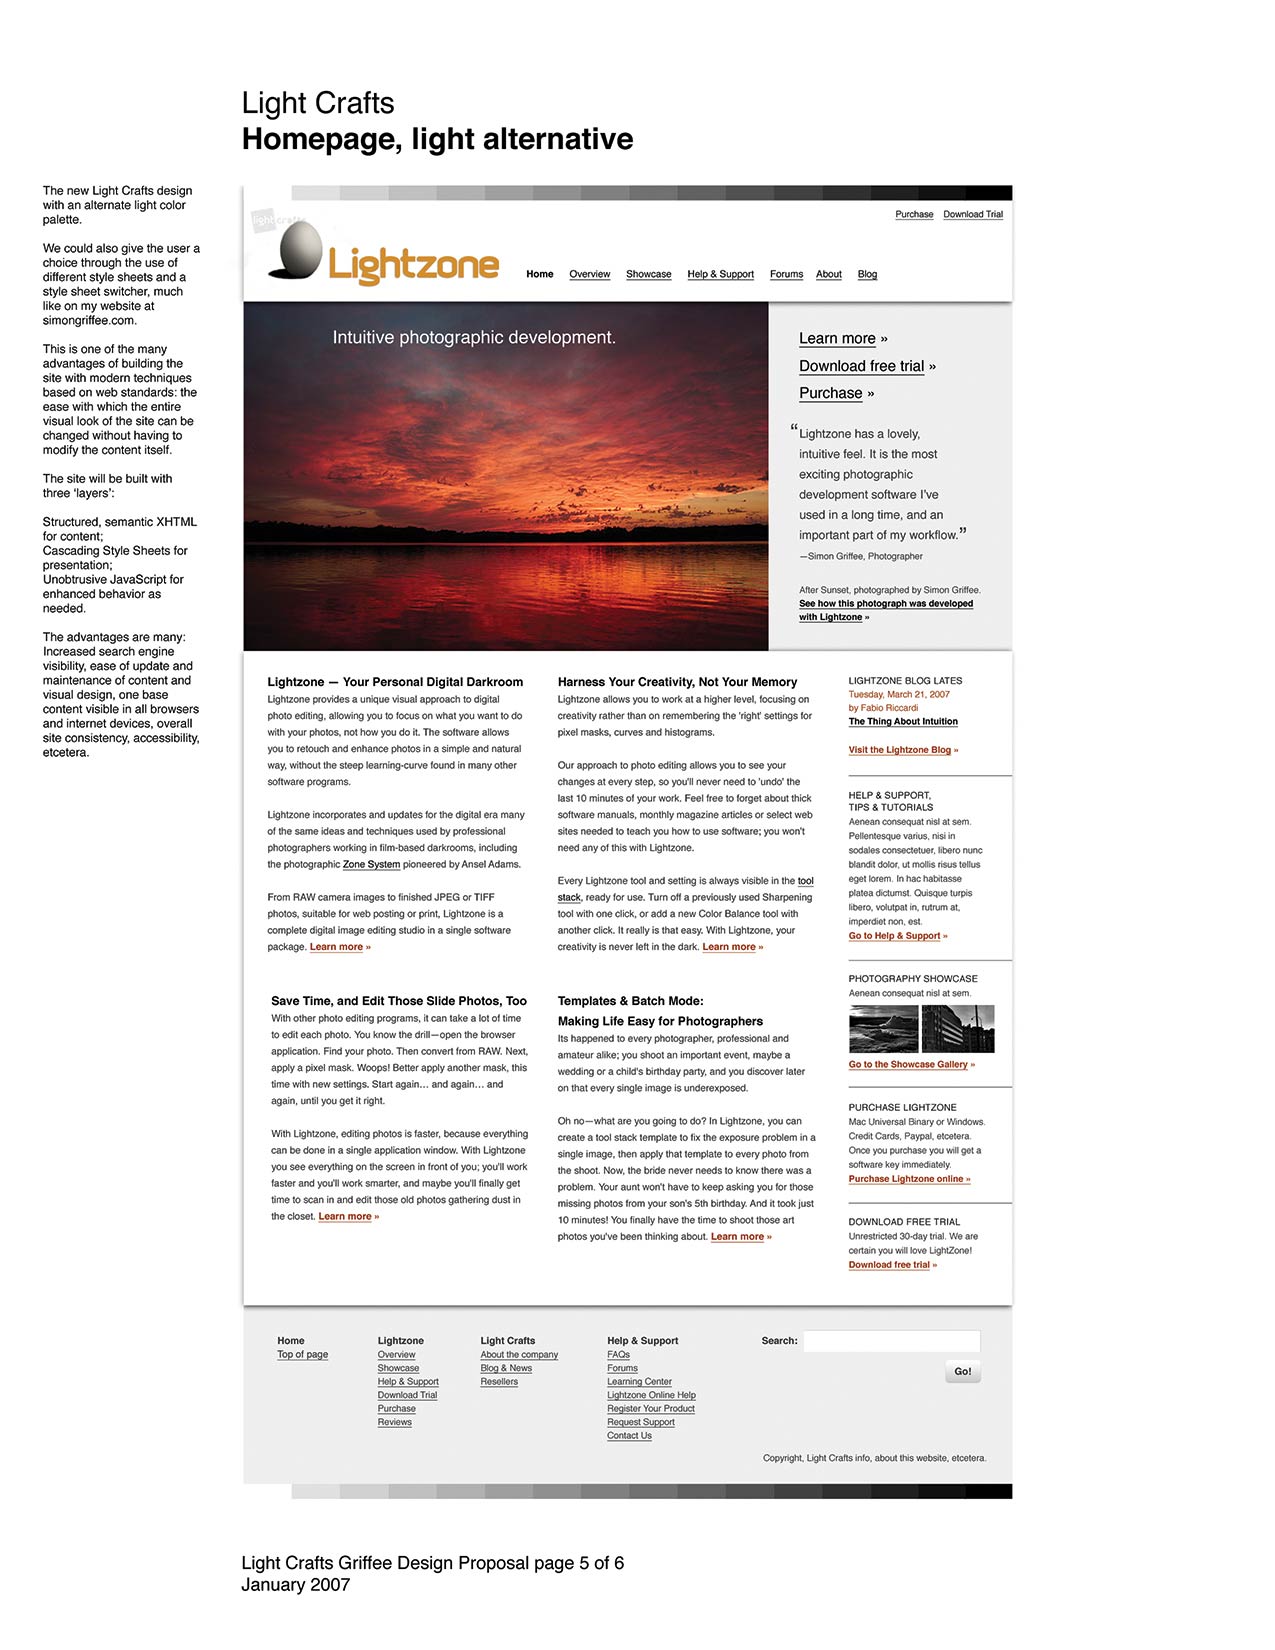 Light Crafts
Homepage, light alternative
The new Light Crafts design
with an alternate light color
palette.
We could also give the user a
choice through the use of
different style sheets and a
style sheet switcher, much
like on my website at
simongriffee.com.
This is one of the many
advantages of building the
site with modern techniques
based on web standards: the
ease with which the entire
visual look of the site can be
changed without having to
modify the content itself.
The site will be built with
three ‘layers’:
Structured, semantic XHTML
for content;
Cascading Style Sheets for
presentation;
Unobtrusive JavaScript for
enhanced behavior as
needed.
The advantages are many:
Increased search engine
visibility, ease of update and
maintenance of content and
visual design, one base
content visible in all browsers
and internet devices, overall
site consistency, accessibility,
etcetera.
light crafts
Purchase Download Trial
Lightzone
Home Overview Showcase Help & Support Forums About Blog
Intuitive photographic development.
Learn more »
Download free trial »
Purchase »
“Lightzone has a lovely,
intuitive feel. It is the most
exciting photographic
development software I've
used in a long time, and an
important part of my workflow.”
—Simon Griffee, Photographer
After Sunset, photographed by Simon Griffee.
See how this photograph was developed
with Lightzone »
Lightzone — Your Personal Digital Darkroom
Lightzone provides a unique visual approach to digital
photo editing, allowing you to focus on what you want to do
with your photos, not how you do it. The software allows
you to retouch and enhance photos in a simple and natural
way, without the steep learning-curve found in many other
software programs.
Lightzone incorporates and updates for the digital era many
of the same ideas and techniques used by professional
photographers working in film-based darkrooms, including
the photographic Zone System pioneered by Ansel Adams.
From RAW camera images to finished JPEG or TIFF
photos, suitable for web posting or print, Lightzone is a
complete digital image editing studio in a single software
package. Learn more »
Harness Your Creativity, Not Your Memory
Lightzone allows you to work at a higher level, focusing on
creativity rather than on remembering the 'right' settings for
pixel masks, curves and histograms.
Our approach to photo editing allows you to see your
changes at every step, so you'll never need to 'undo' the
last 10 minutes of your work. Feel free to forget about thick
software manuals, monthly magazine articles or select web
sites needed to teach you how to use software; you won't
need any of this with Lightzone.
Every Lightzone tool and setting is always visible in the tool
stack, ready for use. Turn off a previously used Sharpening
tool with one click, or add a new Color Balance tool with
another click. It really is that easy. With Lightzone, your
creativity is never left in the dark. Learn more »
Save Time, and Edit Those Slide Photos, Too
With other photo editing programs, it can take a lot of time
to edit each photo. You know the drill—open the browser
application. Find your photo. Then convert from RAW. Next,
apply a pixel mask. Woops! Better apply another mask, this
time with new settings. Start again… and again… and
again, until you get it right.
With Lightzone, editing photos is faster, because everything
can be done in a single application window. With Lightzone
you see everything on the screen in front of you; you'll work
faster and you'll work smarter, and maybe you'll finally get
time to scan in and edit those old photos gathering dust in
the closet. Learn more »
Templates & Batch Mode:
Making Life Easy for Photographers
Its happened to every photographer, professional and
amateur alike; you shoot an important event, maybe a
wedding or a child's birthday party, and you discover later
on that every single image is underexposed.
Oh no—what are you going to do? In Lightzone, you can
create a tool stack template to fix the exposure problem in a
single image, then apply that template to every photo from
the shoot. Now, the bride never needs to know there was a
problem. Your aunt won't have to keep asking you for those
missing photos from your son's 5th birthday. And it took just
10 minutes! You finally have the time to shoot those art
photos you've been thinking about. Learn more »
LIGHTZONE BLOG LATES
Tuesday, March 21, 2007
by Fabio Riccardi
The Thing About Intuition
Visit the Lightzone Blog »
HELP & SUPPORT,
TIPS & TUTORIALS
Aenean consequat nisl at sem.
Pellentesque varius, nisi in
sodales consectetuer, libero nunc
blandit dolor, ut mollis risus tellus
eget lorem. In hac habitasse
platea dictumst. Quisque turpis
libero, volutpat in, rutrum at,
imperdiet non, est.
Go to Help & Support »
PHOTOGRAPHY SHOWCASE
Aenean consequat nisl at sem.
Go to the Showcase Gallery »
PURCHASE LIGHTZONE
Mac Universal Binary or Windows.
Credit Cards, Paypal, etcetera.
Once you purchase you will get a
software key immediately.
Purchase Lightzone online »
DOWNLOAD FREE TRIAL
Unrestricted 30-day trial. We are
certain you will love LightZone!
Download free trial »
Home
Top of page
Lightzone
Overview
Showcase
Help & Support
Download Trial
Purchase
Reviews
Light Crafts
About the company
Blog & News
Resellers
Help & Support
FAQs
Forums
Learning Center
Lightzone Online Help
Register Your Product
Request Support
Contact Us
Search:
Go!
Copyright, Light Crafts info, about this website, etcetera.
Light Crafts Griffee Design Proposal page 5 of 6
January 2007